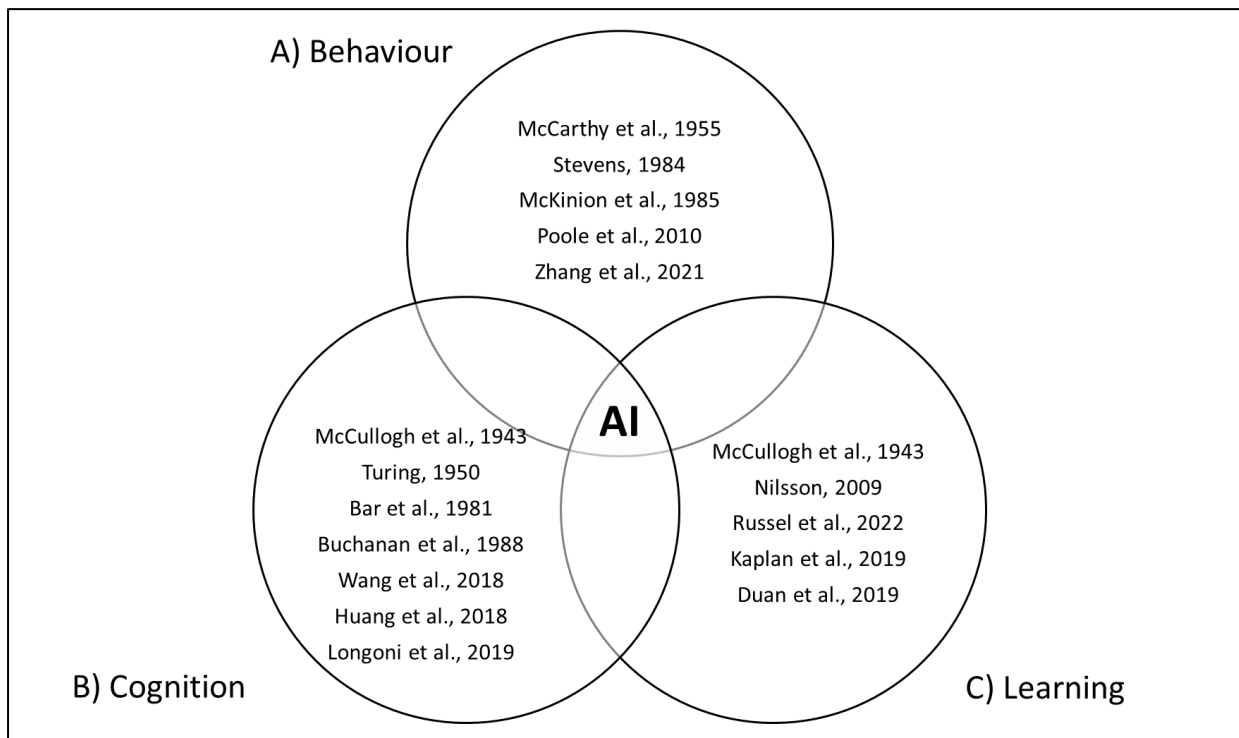 A) Behaviour
McCarthy et al., 1955
Stevens, 1984
McKinion et al., 1985
Poole et al., 2010
Zhang et al., 2021
AI
McCullogh et al., 1943
Turing, 1950
Bar et al., 1981
Buchanan et al., 1988
Wang et al., 2018
Huang et al., 2018
Longoni et al., 2019
B) Cognition
McCullogh et al., 1943
Nilsson, 2009
Russel et al., 2022
Kaplan et al., 2019
Duan et al., 2019
C) Learning